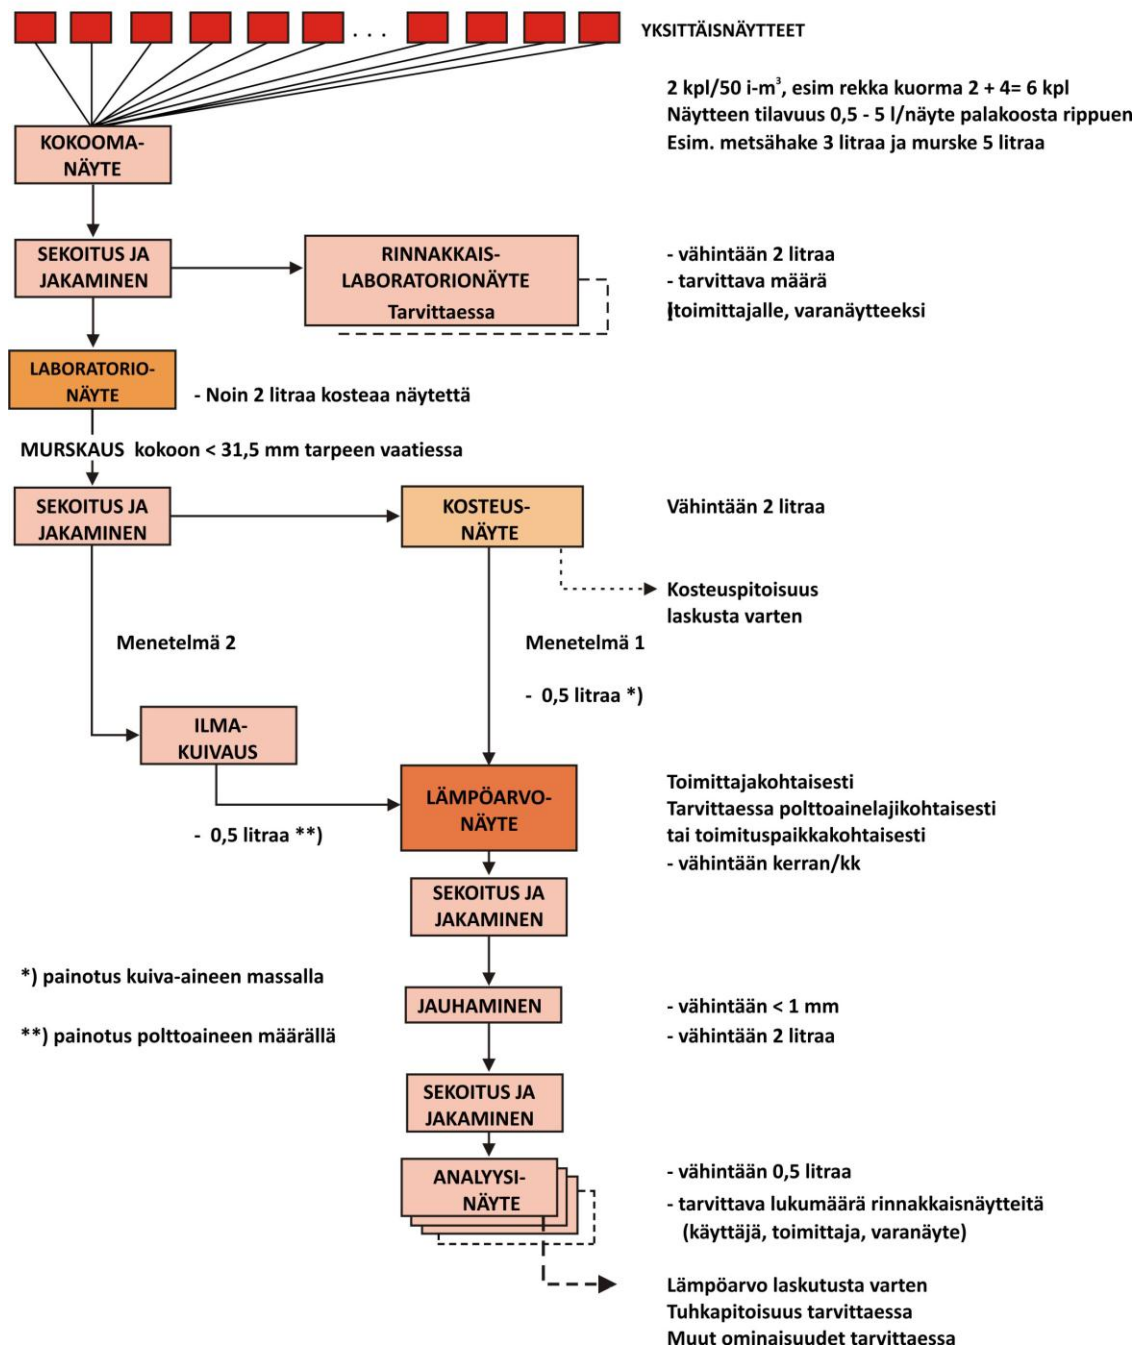 . . .
YKSITTÄISNÄYTTEET
2 kpl/50 i-m³, esim rekka kuorma 2 + 4= 6 kpl
Näytteen tilavuus 0,5 - 5 l/näyte palakoosta rippuen
Esim. metsähake 3 litraa ja murske 5 litraa
KOKOOMA-
NÄYTE
SEKOITUS JA
JAKAMINEN
RINNAKKAIS-
LABORATORIONÄYTE
Tarvittaessa
- vähintään 2 litraa
- tarvittava määrä
(toimittajalle, varanäytteeksi
LABORATORIO-
NÄYTE
- Noin 2 litraa kosteaa näytettä
MURSKAUS kokoon < 31,5 mm tarpeen vaatiessa
SEKOITUS JA
JAKAMINEN
KOSTEUS-
NÄYTE
Vähintään 2 litraa
Kosteuspitoisuus
laskusta varten
Menetelmä 2
Menetelmä 1
- 0,5 litraa *)
ILMA-
KUIVAUS
- 0,5 litraa **)
LÄMPÖARVO-
NÄYTE
Toimittajakohtaisesti
Tarvittaessa polttoainelajikohtaisesti
tai toimituspaikkakohtaisesti
- vähintään kerran/kk
SEKOITUS JA
JAKAMINEN
*) painotus kuiva-aineen massalla
**) painotus polttoaineen määrällä
JAUHAMINEN
- vähintään < 1 mm
- vähintään 2 litraa
SEKOITUS JA
JAKAMINEN
ANALYYSI-
NÄYTE
- vähintään 0,5 litraa
- tarvittava lukumäärä rinnakkaisnäytteitä
(käyttäjä, toimittaja, varanäyte)
Lämpöarvo laskutusta varten
Tuhkapitoisuus tarvittaessa
Muut ominaisuudet tarvittaessa